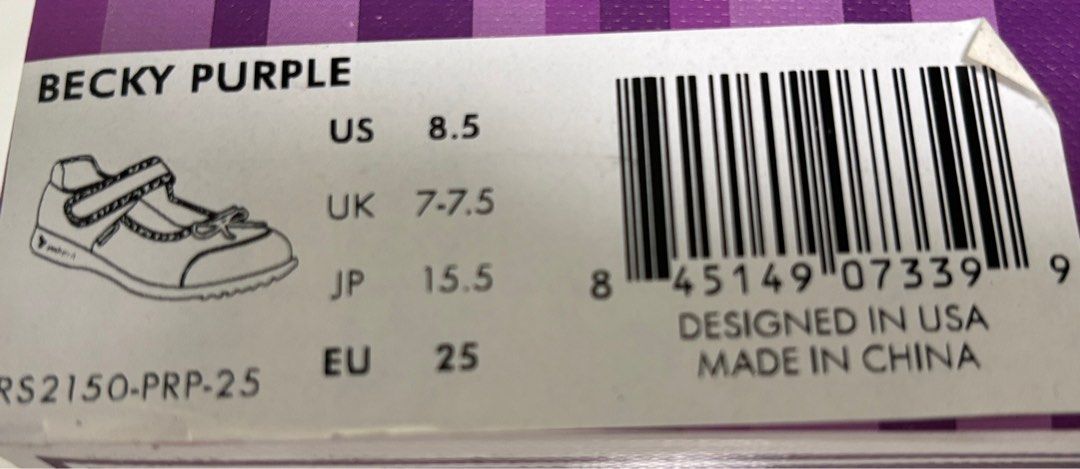 BECKY PURPLE
US 8.5
UK 7-7.5
JP 15.5
EU 25
RS2150-PRP-25
8 45149 07339 9
DESIGNED IN USA
MADE IN CHINA